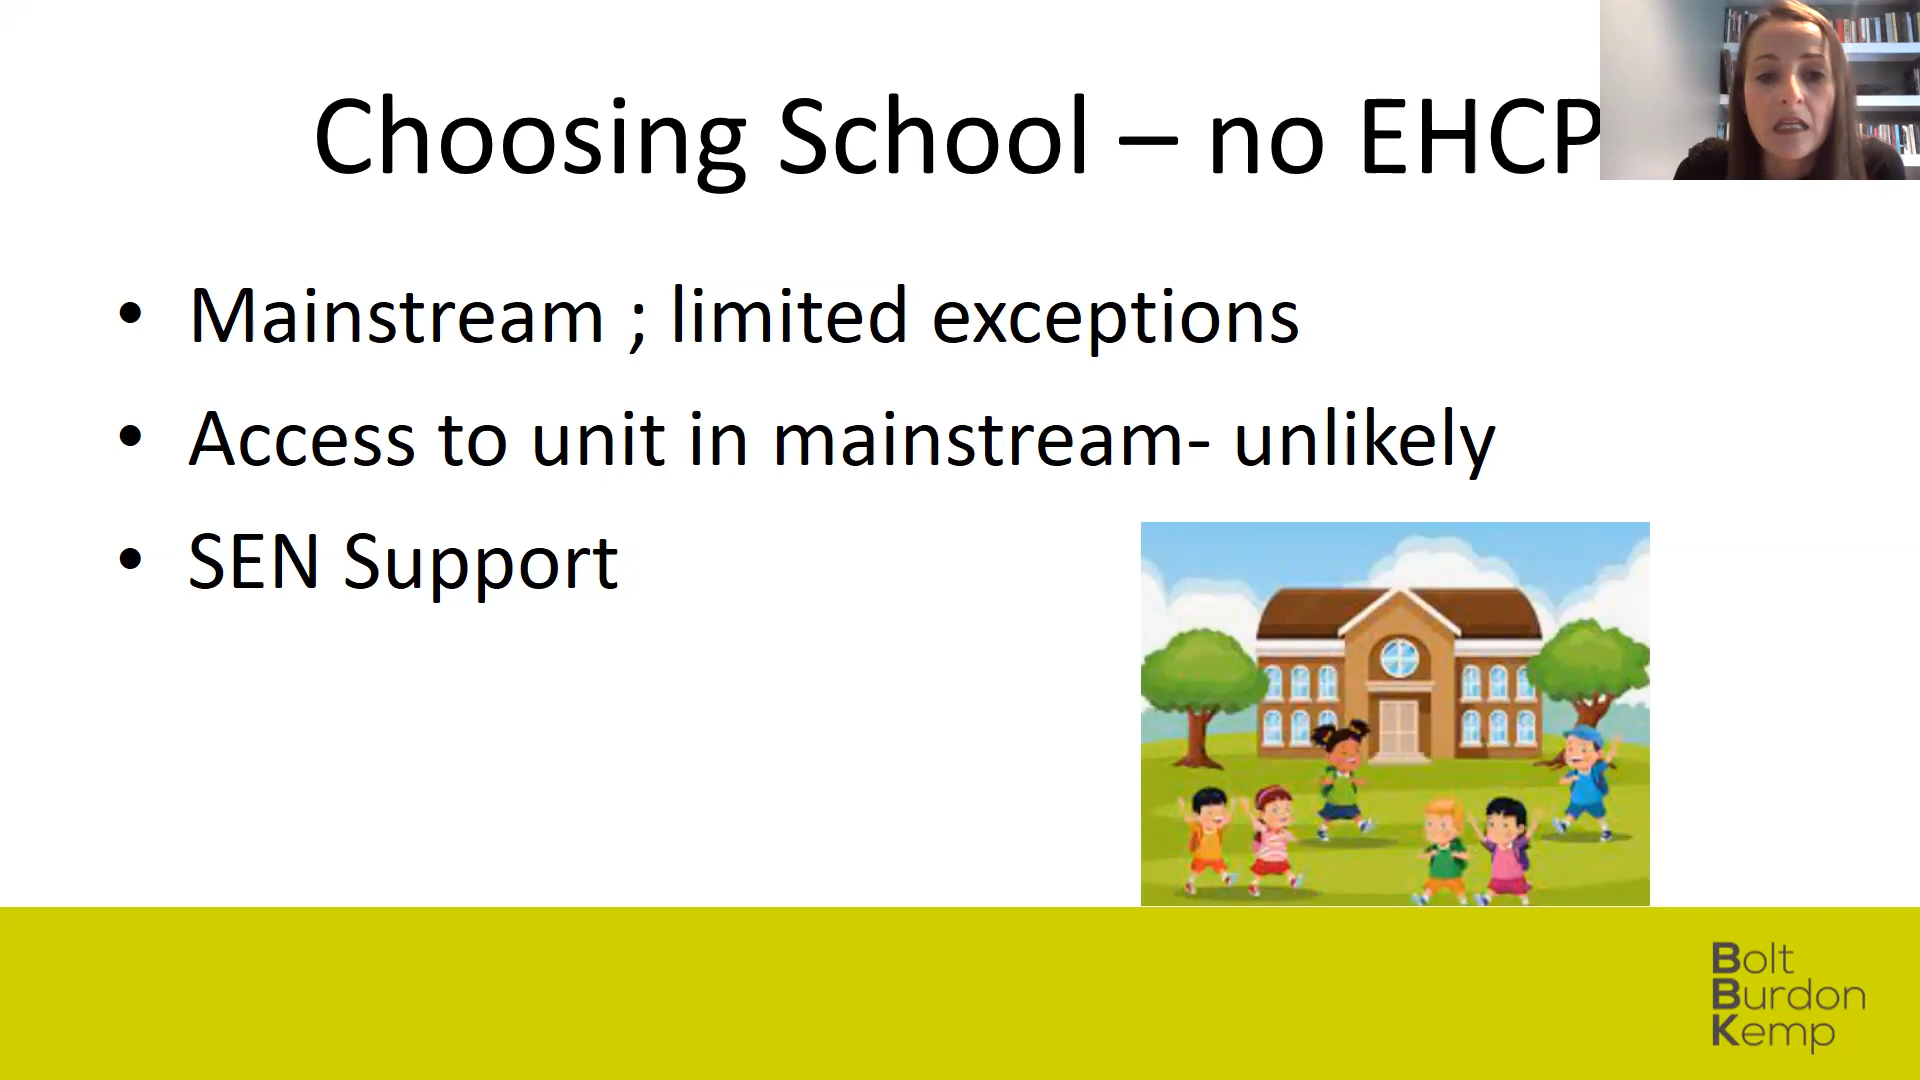 Choosing School – no EHCP
• Mainstream ; limited exceptions
• Access to unit in mainstream- unlikely
• SEN Support
Bolt
Burdon
Kemp